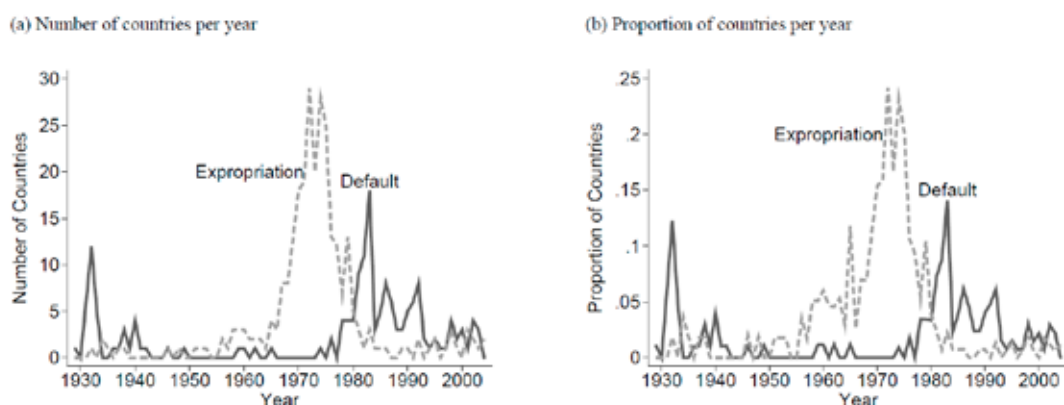 (a) Number of countries per year
30
25
20
15
10
5
0
Number of Countries
Expropriation
Default
1930 1940 1950 1960 1970 1980 1990 2000
Year
(b) Proportion of countries per year
.25
.2
.15
.1
.05
0
Proportion of Countries
Expropriation
Default
1930 1940 1950 1960 1970 1980 1990 2000
Year